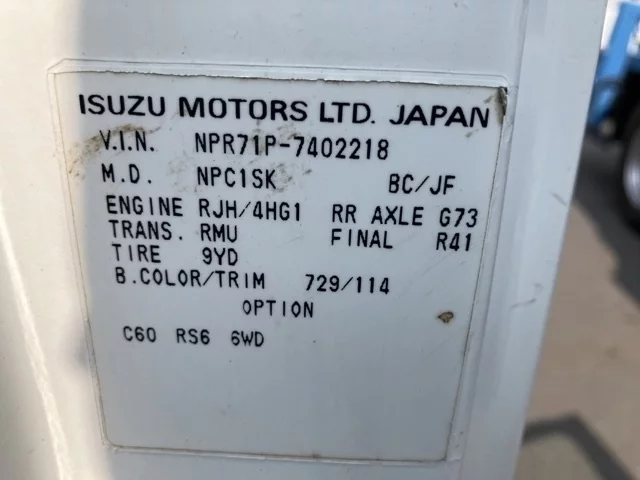 ISUZU MOTORS LTD. JAPAN
V.I.N. NPR71P-7402218
M.D. NPC1SK BC/JF
ENGINE RJH/4HG1 RR AXLE G73
TRANS. RMU FINAL R41
TIRE 9YD
B.COLOR/TRIM 729/114
OPTION
C60 RS6 6WD